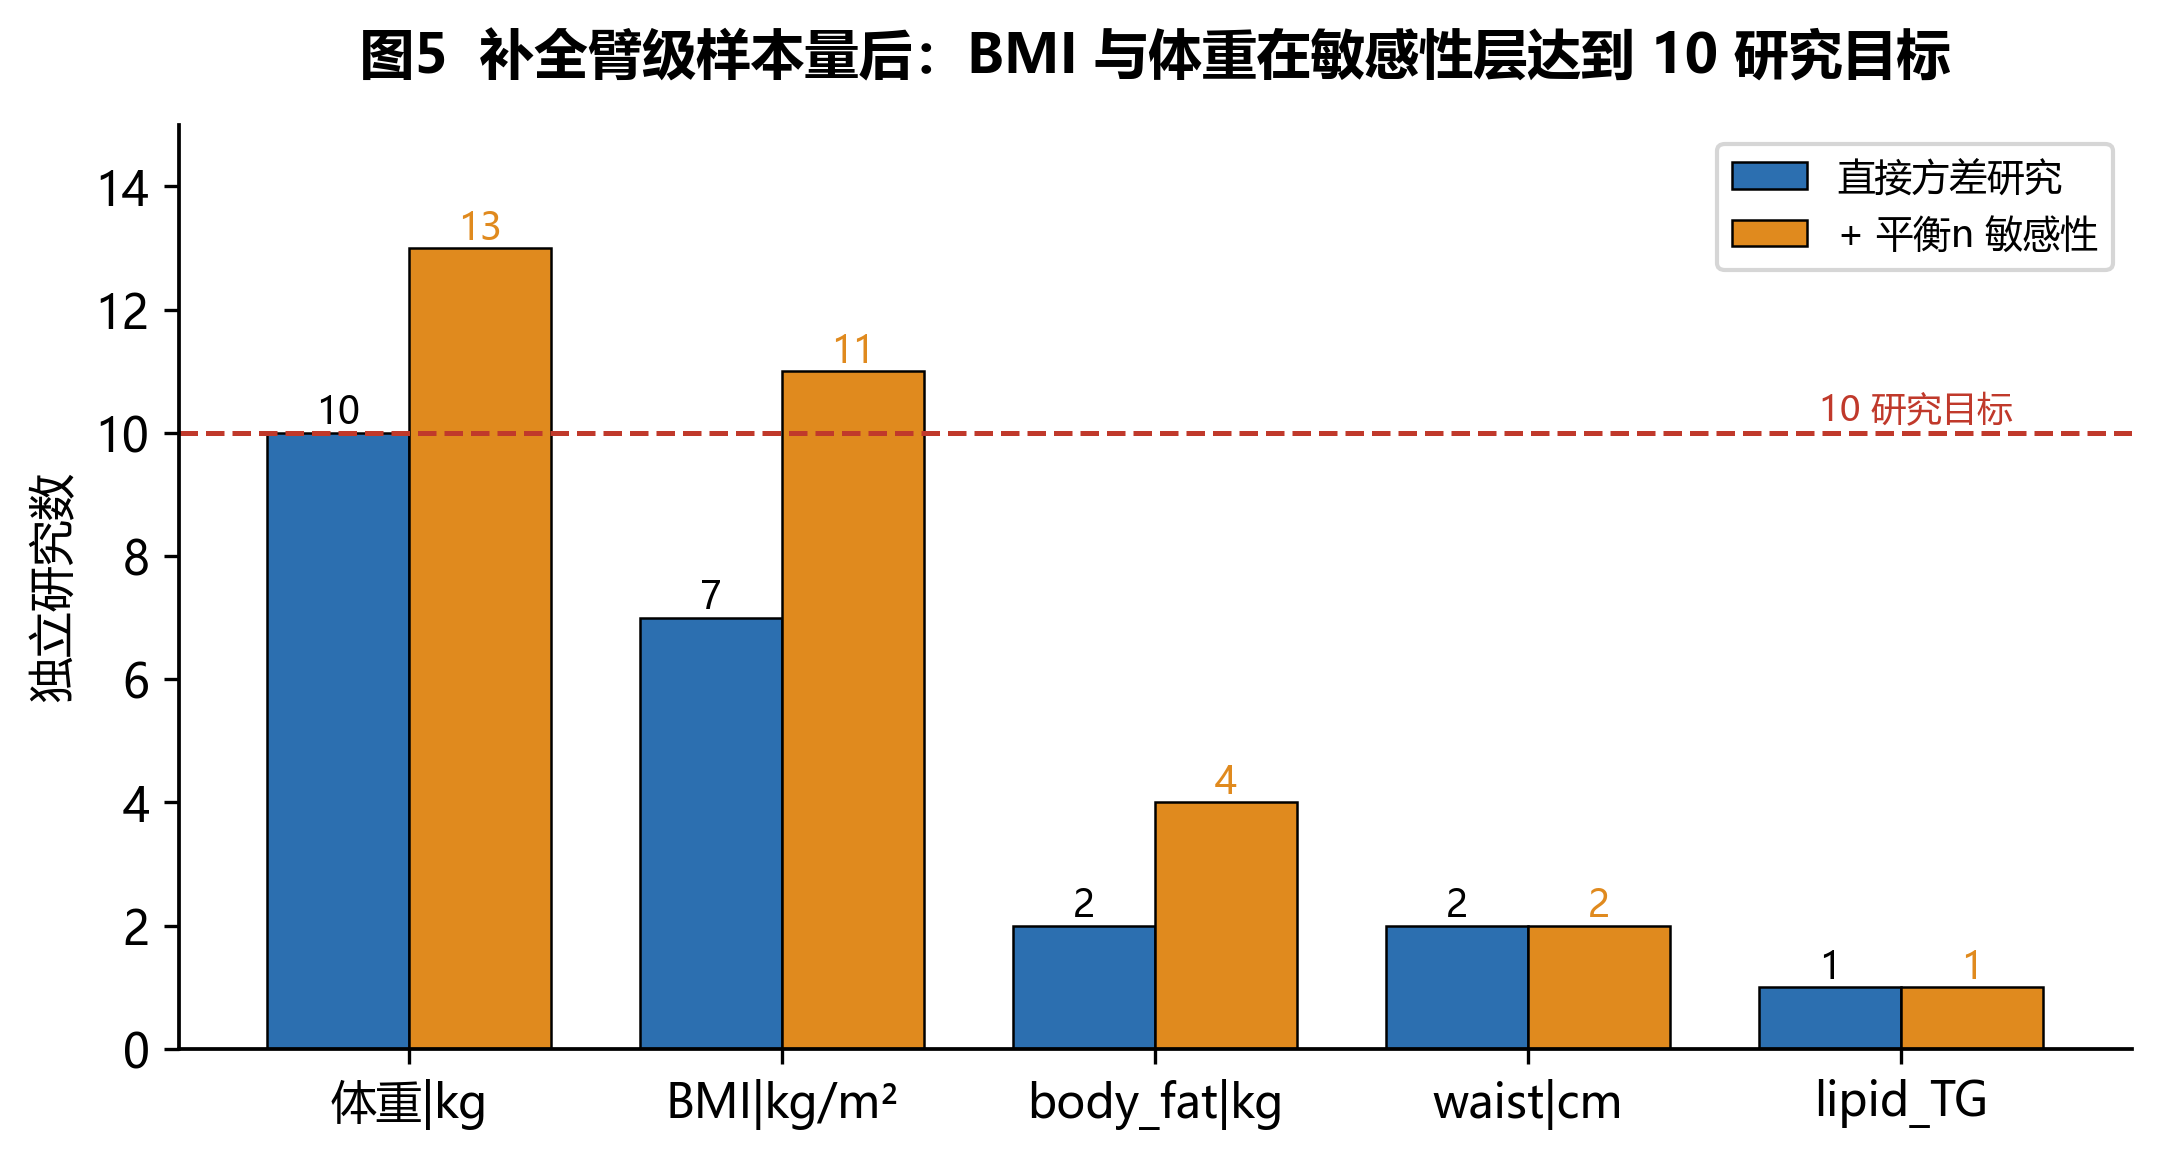 图5 补全臂级样本量后：BMI 与体重在敏感性层达到 10 研究目标
直接方差研究
+ 平衡n 敏感性
独立研究数
14
12
10
8
6
4
2
0
10
13
7
11
2
4
2
2
1
1
10 研究目标
体重|kg
BMI|kg/m²
body_fat|kg
waist|cm
lipid_TG